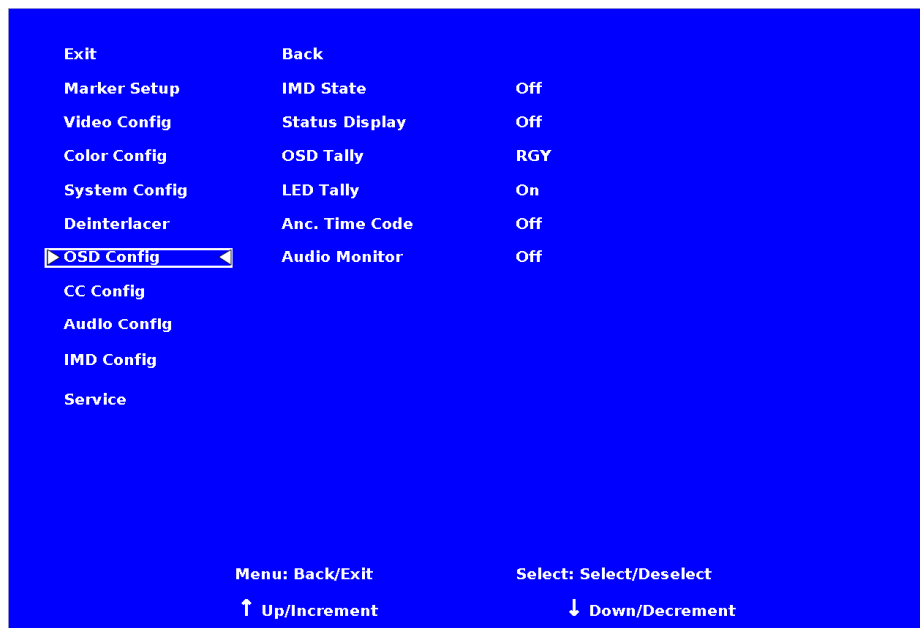 Exit Back
Marker Setup IMD State Off
Video Config Status Display Off
Color Config OSD Tally RGY
System Config LED Tally On
Deinterlacer Anc. Time Code Off
OSD Config Audio Monitor Off
CC Config
Audio Config
IMD Config
Service
Menu: Back/Exit Select: Select/Deselect
↑ Up/Increment ↓ Down/Decrement